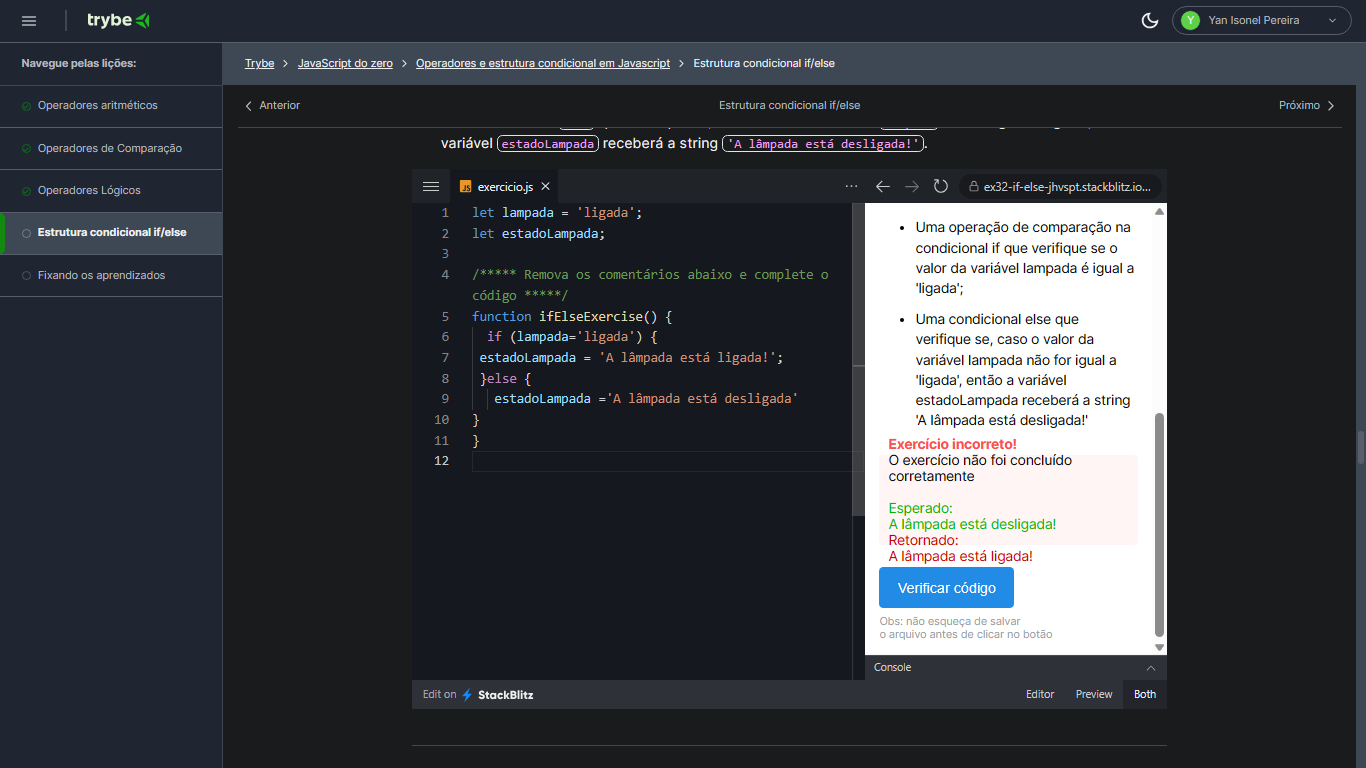 trybe
Y Yan Isonel Pereira
Navegue pelas lições:
Operadores aritméticos
Operadores de Comparação
Operadores Lógicos
Estrutura condicional if/else
Fixando os aprendizados
Trybe > JavaScript do zero > Operadores e estrutura condicional em Javascript > Estrutura condicional if/else
Anterior
Estrutura condicional if/else
Próximo
variável estadoLampada receberá a string 'A lâmpada está desligada!'.
JS exercicio.js
ex32-if-else-jhvspt.stackblitz.io...
1 let lampada = 'ligada';
2 let estadoLampada;
3
4 /***** Remova os comentários abaixo e complete o
código *****/
5 function ifElseExercise() {
6 if (lampada='ligada') {
7 estadoLampada = 'A lâmpada está ligada!';
8 }else {
9 estadoLampada ='A lâmpada está desligada'
10 }
11 }
12
• Uma operação de comparação na
condicional if que verifique se o
valor da variável lampada é igual a
'ligada';
• Uma condicional else que
verifique se, caso o valor da
variável lampada não for igual a
'ligada', então a variável
estadoLampada receberá a string
'A lâmpada está desligada!'
Exercício incorreto!
O exercício não foi concluído
corretamente
Esperado:
A lâmpada está desligada!
Retornado:
A lâmpada está ligada!
Verificar código
Obs: não esqueça de salvar
o arquivo antes de clicar no botão
Console
Edit on StackBlitz
Editor
Preview
Both